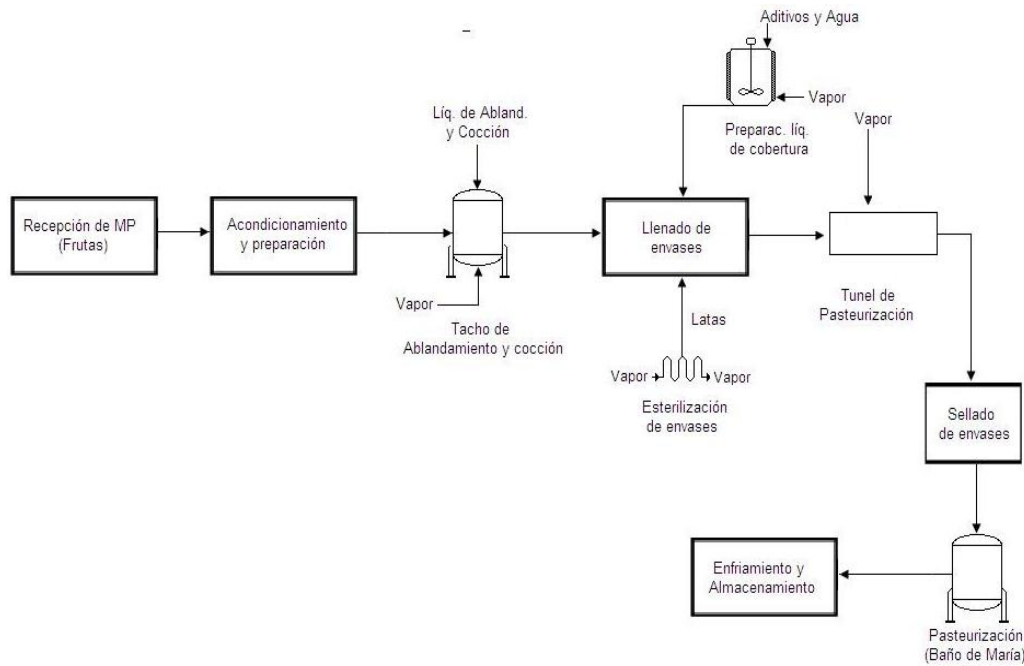 Aditivos y Agua
Vapor
Preparac. líq.
de cobertura
Vapor
Líq. de Abland.
y Cocción
Recepción de MP
(Frutas)
Acondicionamiento
y preparación
Vapor
Tacho de
Ablandamiento y cocción
Llenado de
envases
Latas
Vapor
Vapor
Esterilización
de envases
Tunel de
Pasteurización
Sellado
de envases
Pasteurización
(Baño de María)
Enfriamiento y
Almacenamiento